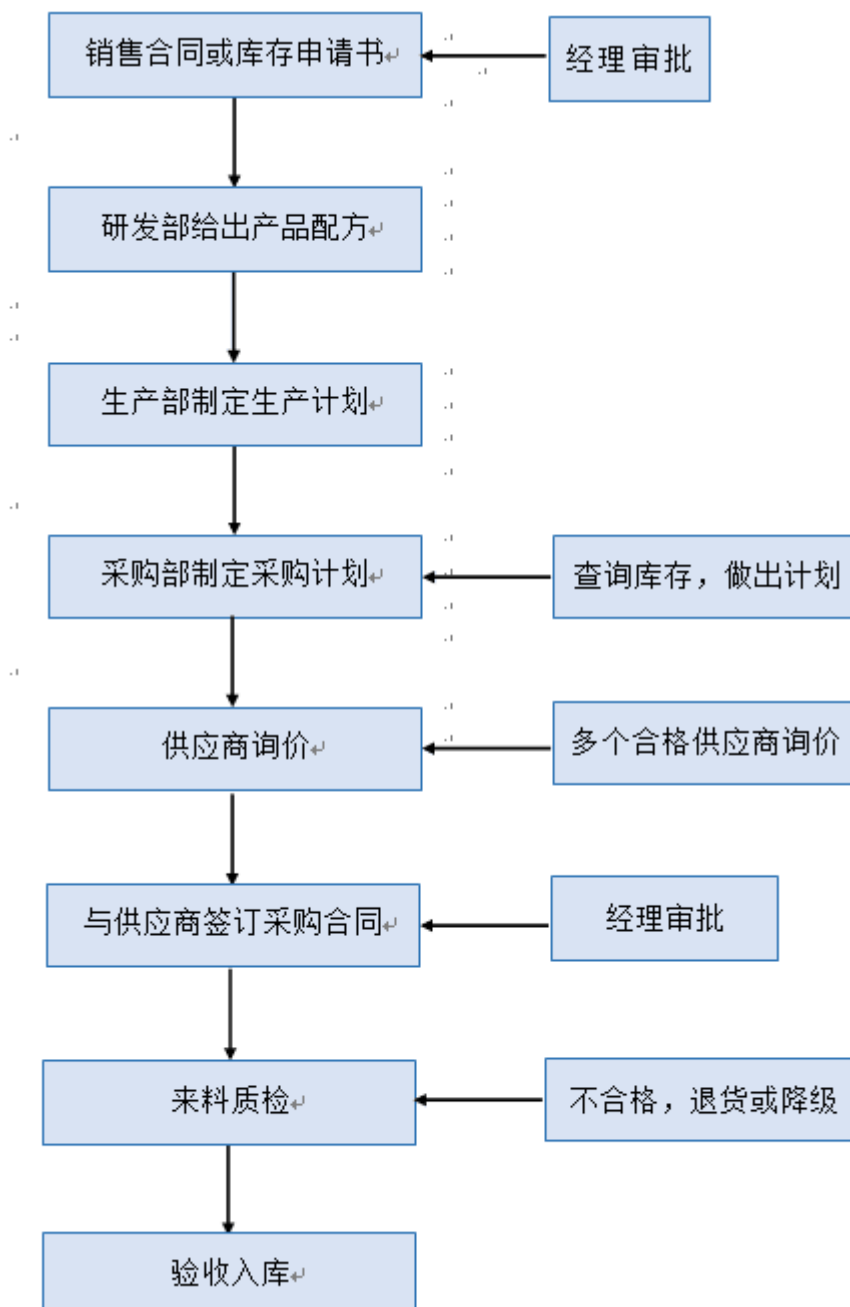 销售合同或库存申请书
经理审批
研发部给出产品配方
生产部制定生产计划
采购部制定采购计划
查询库存，做出计划
供应商询价
多个合格供应商询价
与供应商签订采购合同
经理审批
来料质检
不合格，退货或降级
验收入库